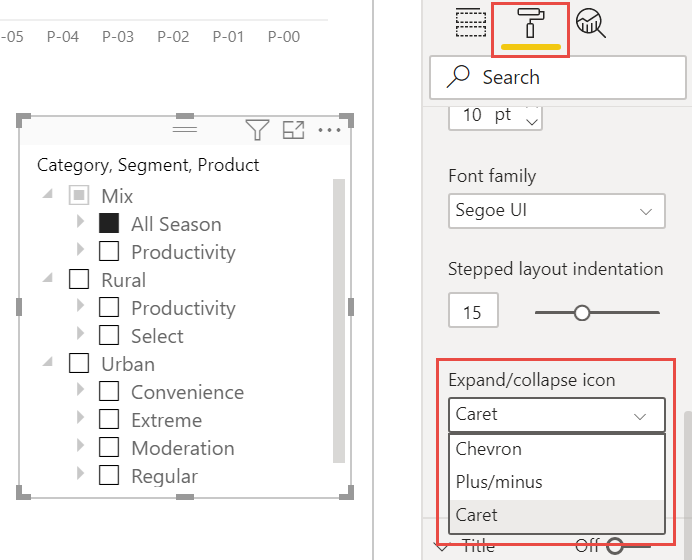 -05 P-04 P-03 P-02 P-01 P-00
Category, Segment, Product
Mix
All Season
Productivity
Rural
Productivity
Select
Urban
Convenience
Extreme
Moderation
Regular
Search
10 pt
Font family
Segoe UI
Stepped layout indentation
15
Expand/collapse icon
Caret
Chevron
Plus/minus
Caret
Title Off